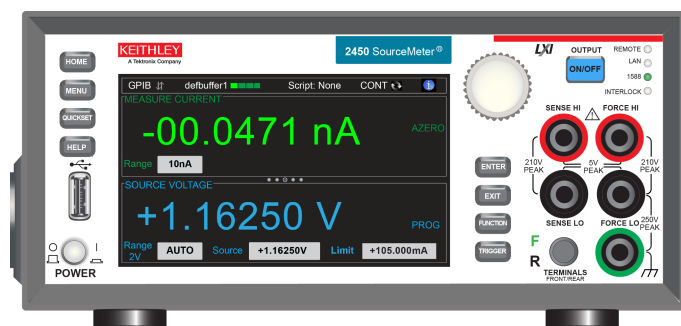 KEITHLEY
A Tektronix Company
2450 SourceMeter®
LXI
OUTPUT
ON/OFF
REMOTE
LAN
1588
INTERLOCK
HOME
MENU
QUICKSET
HELP
POWER
GPIB defbuffer1 Script: None CONT i
MEASURE CURRENT
-00.0471 nA
AZERO
Range 10nA
SOURCE VOLTAGE
+1.16250 V
PROG
Range 2V AUTO Source +1.16250V Limit +105.000mA
ENTER
EXIT
FUNCTION
TRIGGER
SENSE HI FORCE HI
210V PEAK
5V PEAK
210V PEAK
SENSE LO FORCE LO
250V PEAK
F
R
TERMINALS
FRONT/REAR